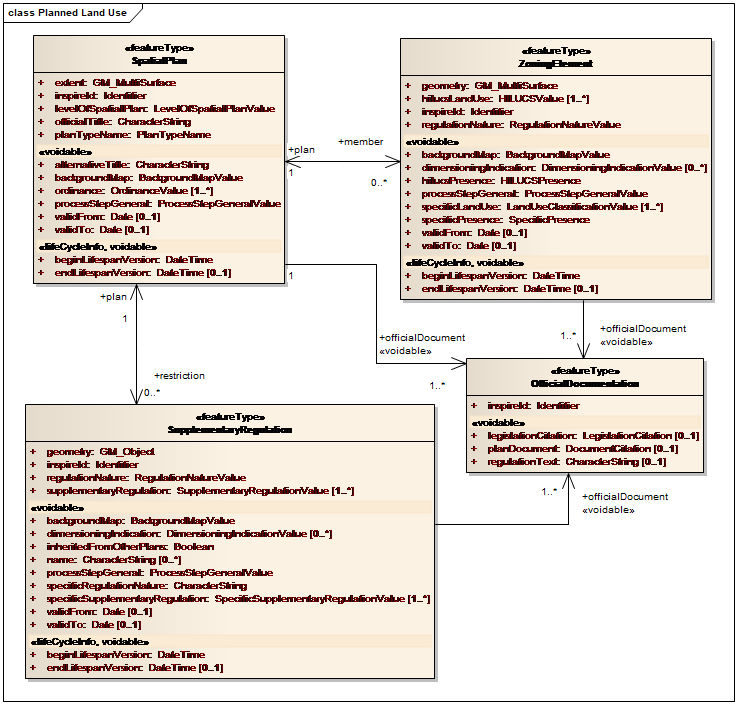 class Planned Land Use
«featureType»
SpatialPlan
+ extent: GM_MultiSurface
+ inspireId: Identifier
+ levelOfSpatialPlan: LevelOfSpatialPlanValue
+ officialTitle: CharacterString
+ planTypeName: PlanTypeName
«voidable»
+ alternativeTitle: CharacterString
+ backgroundMap: BackgroundMapValue
+ ordinance: OrdinanceValue [1..*]
+ processStepGeneral: ProcessStepGeneralValue
+ validFrom: Date [0..1]
+ validTo: Date [0..1]
«lifeCycleInfo, voidable»
+ beginLifespanVersion: DateTime
+ endLifespanVersion: DateTime [0..1]
«featureType»
ZoningElement
+ geometry: GM_MultiSurface
+ hilucsLandUse: HILUCSValue [1..*]
+ inspireId: Identifier
+ regulationNature: RegulationNatureValue
«voidable»
+ backgroundMap: BackgroundMapValue
+ dimensioningIndication: DimensioningIndicationValue [0..*]
+ hilucsPresence: HILUCSPresence
+ processStepGeneral: ProcessStepGeneralValue
+ specificLandUse: LandUseClassificationValue [1..*]
+ specificPresence: SpecificPresence
+ validFrom: Date [0..1]
+ validTo: Date [0..1]
«lifeCycleInfo, voidable»
+ beginLifespanVersion: DateTime
+ endLifespanVersion: DateTime [0..1]
+plan
1
+member
0..*
1
+officialDocument
«voidable»
1..*
+officialDocument
«voidable»
1..*
+plan
1
+restriction
0..*
«featureType»
OfficialDocumentation
+ inspireId: Identifier
«voidable»
+ legislationCitation: LegislationCitation [0..1]
+ planDocument: DocumentCitation [0..1]
+ regulationText: CharacterString [0..1]
1..*
+officialDocument
«voidable»
«featureType»
SupplementaryRegulation
+ geometry: GM_Object
+ inspireId: Identifier
+ regulationNature: RegulationNatureValue
+ supplementaryRegulation: SupplementaryRegulationValue [1..*]
«voidable»
+ backgroundMap: BackgroundMapValue
+ dimensioningIndication: DimensioningIndicationValue [0..*]
+ inheritedFromOtherPlans: Boolean
+ name: CharacterString [0..*]
+ processStepGeneral: ProcessStepGeneralValue
+ specificRegulationNature: CharacterString
+ specificSupplementaryRegulation: SpecificSupplementaryRegulationValue [1..*]
+ validFrom: Date [0..1]
+ validTo: Date [0..1]
«lifeCycleInfo, voidable»
+ beginLifespanVersion: DateTime
+ endLifespanVersion: DateTime [0..1]